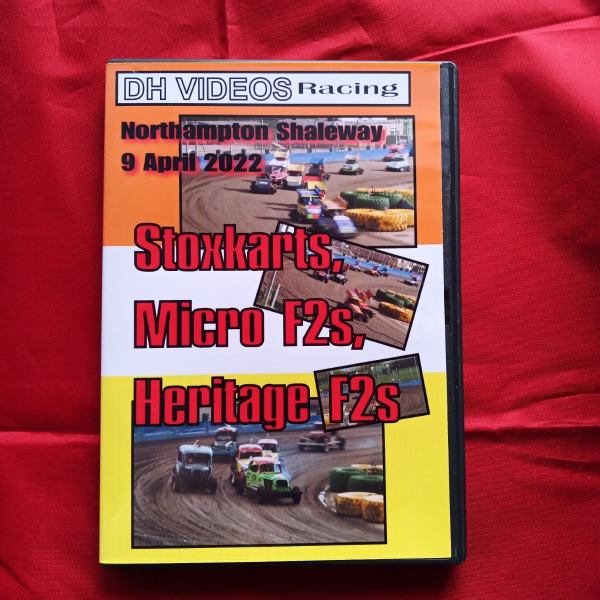 DH VIDEOS Racing
Northampton Shaleway
9 April 2022
Stoxkarts,
Micro F2s,
Heritage F2s